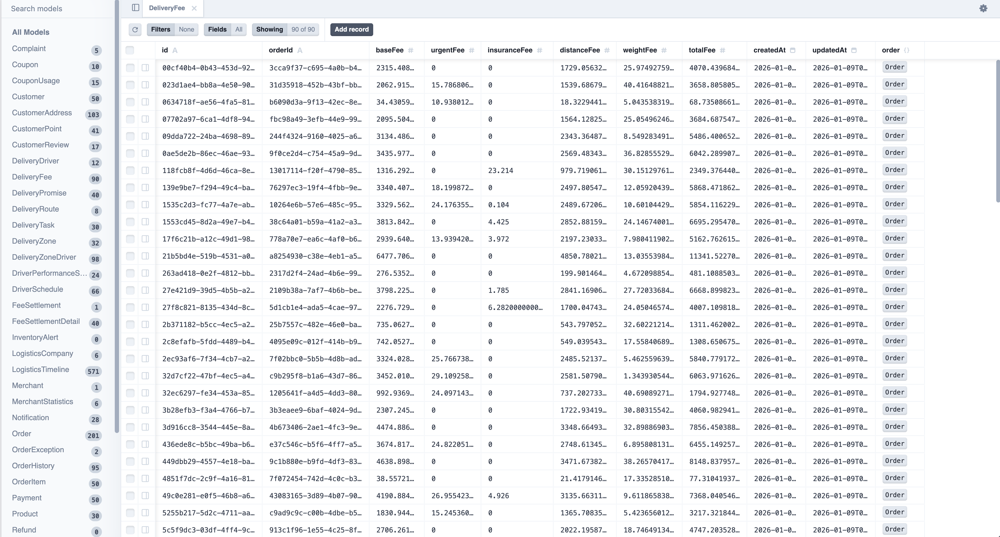 Search models
All Models
Complaint 5
Coupon 10
CouponUsage 15
Customer 50
CustomerAddress 103
CustomerPoint 41
CustomerReview 17
DeliveryDriver 12
DeliveryFee 90
DeliveryPromise 40
DeliveryRoute 8
DeliveryTask 30
DeliveryZone 32
DeliveryZoneDriver 98
DriverPerformanceS... 24
DriverSchedule 66
FeeSettlement 1
FeeSettlementDetail 40
InventoryAlert 0
LogisticsCompany 6
LogisticsTimeline 571
Merchant 1
MerchantStatistics 6
Notification 28
Order 201
OrderException 2
OrderHistory 95
OrderItem 50
Payment 50
Product 30
Refund 0
DeliveryFee
Filters None Fields All Showing 90 of 90 Add record
id A orderId A baseFee # urgentFee # insuranceFee # distanceFee # weightFee # totalFee # createdAt updatedAt order {}
00cf40b4-0b43-453d-92… 3cca9f37-c695-4a0b-b4… 2315.408… 0 0 1729.05632… 25.97492759… 4070.439684… 2026-01-0… 2026-01-09T0… Order
023d1ae4-bb8a-4e50-90… 31d35918-452b-43bf-bb… 2062.915… 15.786806… 0 1539.68679… 40.41648821… 3658.805805… 2026-01-0… 2026-01-09T0… Order
0634718f-ae56-4fa5-81… b6090d3a-9f13-42ec-8e… 34.43059… 10.938012… 0 18.3229441… 5.043538319… 68.73508661… 2026-01-0… 2026-01-09T0… Order
07702a97-6ca1-4df8-94… fbc98a49-3efb-44e9-99… 2095.504… 0 0 1564.12825… 25.05496246… 3684.687547… 2026-01-0… 2026-01-09T0… Order
09dda722-24ba-4698-89… 244f4324-9160-4025-a6… 3134.486… 0 0 2343.36487… 8.549283491… 5486.400652… 2026-01-0… 2026-01-09T0… Order
0ae5de2b-86ec-46ae-93… 9f0ce2d4-c754-45a9-9d… 3435.977… 0 0 2569.48343… 36.82855529… 6042.289907… 2026-01-0… 2026-01-09T0… Order
118fcb8f-4d6d-46ca-8e… 13017114-f20f-4790-85… 1316.292… 0 23.214 979.719061… 30.15129761… 2349.376440… 2026-01-0… 2026-01-09T0… Order
139e9be7-f294-49c4-ba… 76297ec3-19f4-4fbb-9e… 3340.407… 18.199872… 0 2497.80547… 12.05920439… 5868.471862… 2026-01-0… 2026-01-09T0… Order
1535c2d3-fc77-4a7e-ab… 10264e6b-57e6-485c-95… 3329.562… 24.176355… 0.104 2489.67206… 10.60104429… 5854.116229… 2026-01-0… 2026-01-09T0… Order
1553cd45-8d2a-49e7-b4… 38c64a01-b59a-41a2-a3… 3813.842… 0 4.425 2852.88159… 24.14674001… 6695.295470… 2026-01-0… 2026-01-09T0… Order
17f6c21b-a12c-49d1-98… 778a70e7-ea6c-4af0-b6… 2939.640… 13.939420… 3.972 2197.23033… 7.980411902… 5162.762615… 2026-01-0… 2026-01-09T0… Order
21b5bd4e-519b-4531-a0… a8254930-c38e-4eb1-a5… 6477.706… 0 0 4850.78021… 13.03553984… 11341.52270… 2026-01-0… 2026-01-09T0… Order
263ad418-0e2f-4812-bb… 2317d2f4-24ad-4b6e-99… 276.5352… 0 0 199.901464… 4.672098854… 481.1088503… 2026-01-0… 2026-01-09T0… Order
27e421d9-39d5-4b5b-a2… 2109b38a-7af7-4b6b-be… 3798.225… 0 1.785 2841.16906… 27.72033684… 6668.899823… 2026-01-0… 2026-01-09T0… Order
27f8c821-8135-434d-8c… 5d1cb1e4-ada5-4cae-97… 2276.729… 0 6.2820000000… 1700.04743… 24.05046574… 4007.109818… 2026-01-0… 2026-01-09T0… Order
2b371182-b5cc-4ec5-a2… 25b7557c-482e-46e0-ba… 735.0627… 0 0 543.797052… 32.60221214… 1311.462002… 2026-01-0… 2026-01-09T0… Order
2c8efafb-5fdd-4489-b4… 4095e09c-012f-414b-b9… 742.0527… 0 0 549.039543… 17.55840689… 1308.650675… 2026-01-0… 2026-01-09T0… Order
2ec93af6-7f34-4cb7-a2… 7f02bbc0-5b5b-4d8b-ad… 3324.028… 25.766738… 0 2485.52137… 5.462559639… 5840.779172… 2026-01-0… 2026-01-09T0… Order
32d7cf22-47bf-4ec5-a4… c9b295f8-b1a6-43d7-86… 3452.010… 29.109258… 0 2581.50790… 1.343930544… 6063.971626… 2026-01-0… 2026-01-09T0… Order
32ec6297-fe34-453a-85… 1205641f-a4d5-4dd3-80… 992.9369… 24.097143… 0 737.202733… 40.69089271… 1794.927748… 2026-01-0… 2026-01-09T0… Order
3b28efb3-f3a4-4766-b7… 3b3eaee9-6baf-4024-9d… 2307.245… 0 0 1722.93419… 30.80315542… 4060.982941… 2026-01-0… 2026-01-09T0… Order
3d916cc8-3544-445e-8a… 4b673406-2ae1-4fc3-9e… 4474.886… 0 0 3348.66493… 32.89886903… 7856.450388… 2026-01-0… 2026-01-09T0… Order
436ede8c-b5bc-49ba-b6… e37c546c-b5f6-4ff7-a5… 3674.817… 24.822051… 0 2748.61345… 6.895808131… 6455.149257… 2026-01-0… 2026-01-09T0… Order
449dbb29-4557-4e18-ba… 9c1b880e-b9fd-4df3-83… 4638.898… 0 0 3471.67382… 38.26570417… 8148.837957… 2026-01-0… 2026-01-09T0… Order
4851f7dc-2c9f-4a16-81… 7f072454-742d-4c0c-b3… 38.55721… 0 0 21.4179146… 17.33528510… 77.31041937… 2026-01-0… 2026-01-09T0… Order
49c0e281-e0f5-46b8-a6… 43083165-3d89-4b07-90… 4190.884… 26.955423… 4.926 3135.66311… 9.611865838… 7368.040546… 2026-01-0… 2026-01-09T0… Order
5255b217-5d2c-4711-aa… c9ad9c9c-c00b-4dbe-b5… 1830.944… 15.245360… 0 1365.70835… 5.423656012… 3217.321844… 2026-01-0… 2026-01-09T0… Order
5c5f9dc3-03df-4ff4-9c… 913c1f96-1e55-4c25-8f… 2706.261… 0 0 2022.19587… 18.74649134… 4747.203528… 2026-01-0… 2026-01-09T0… Order